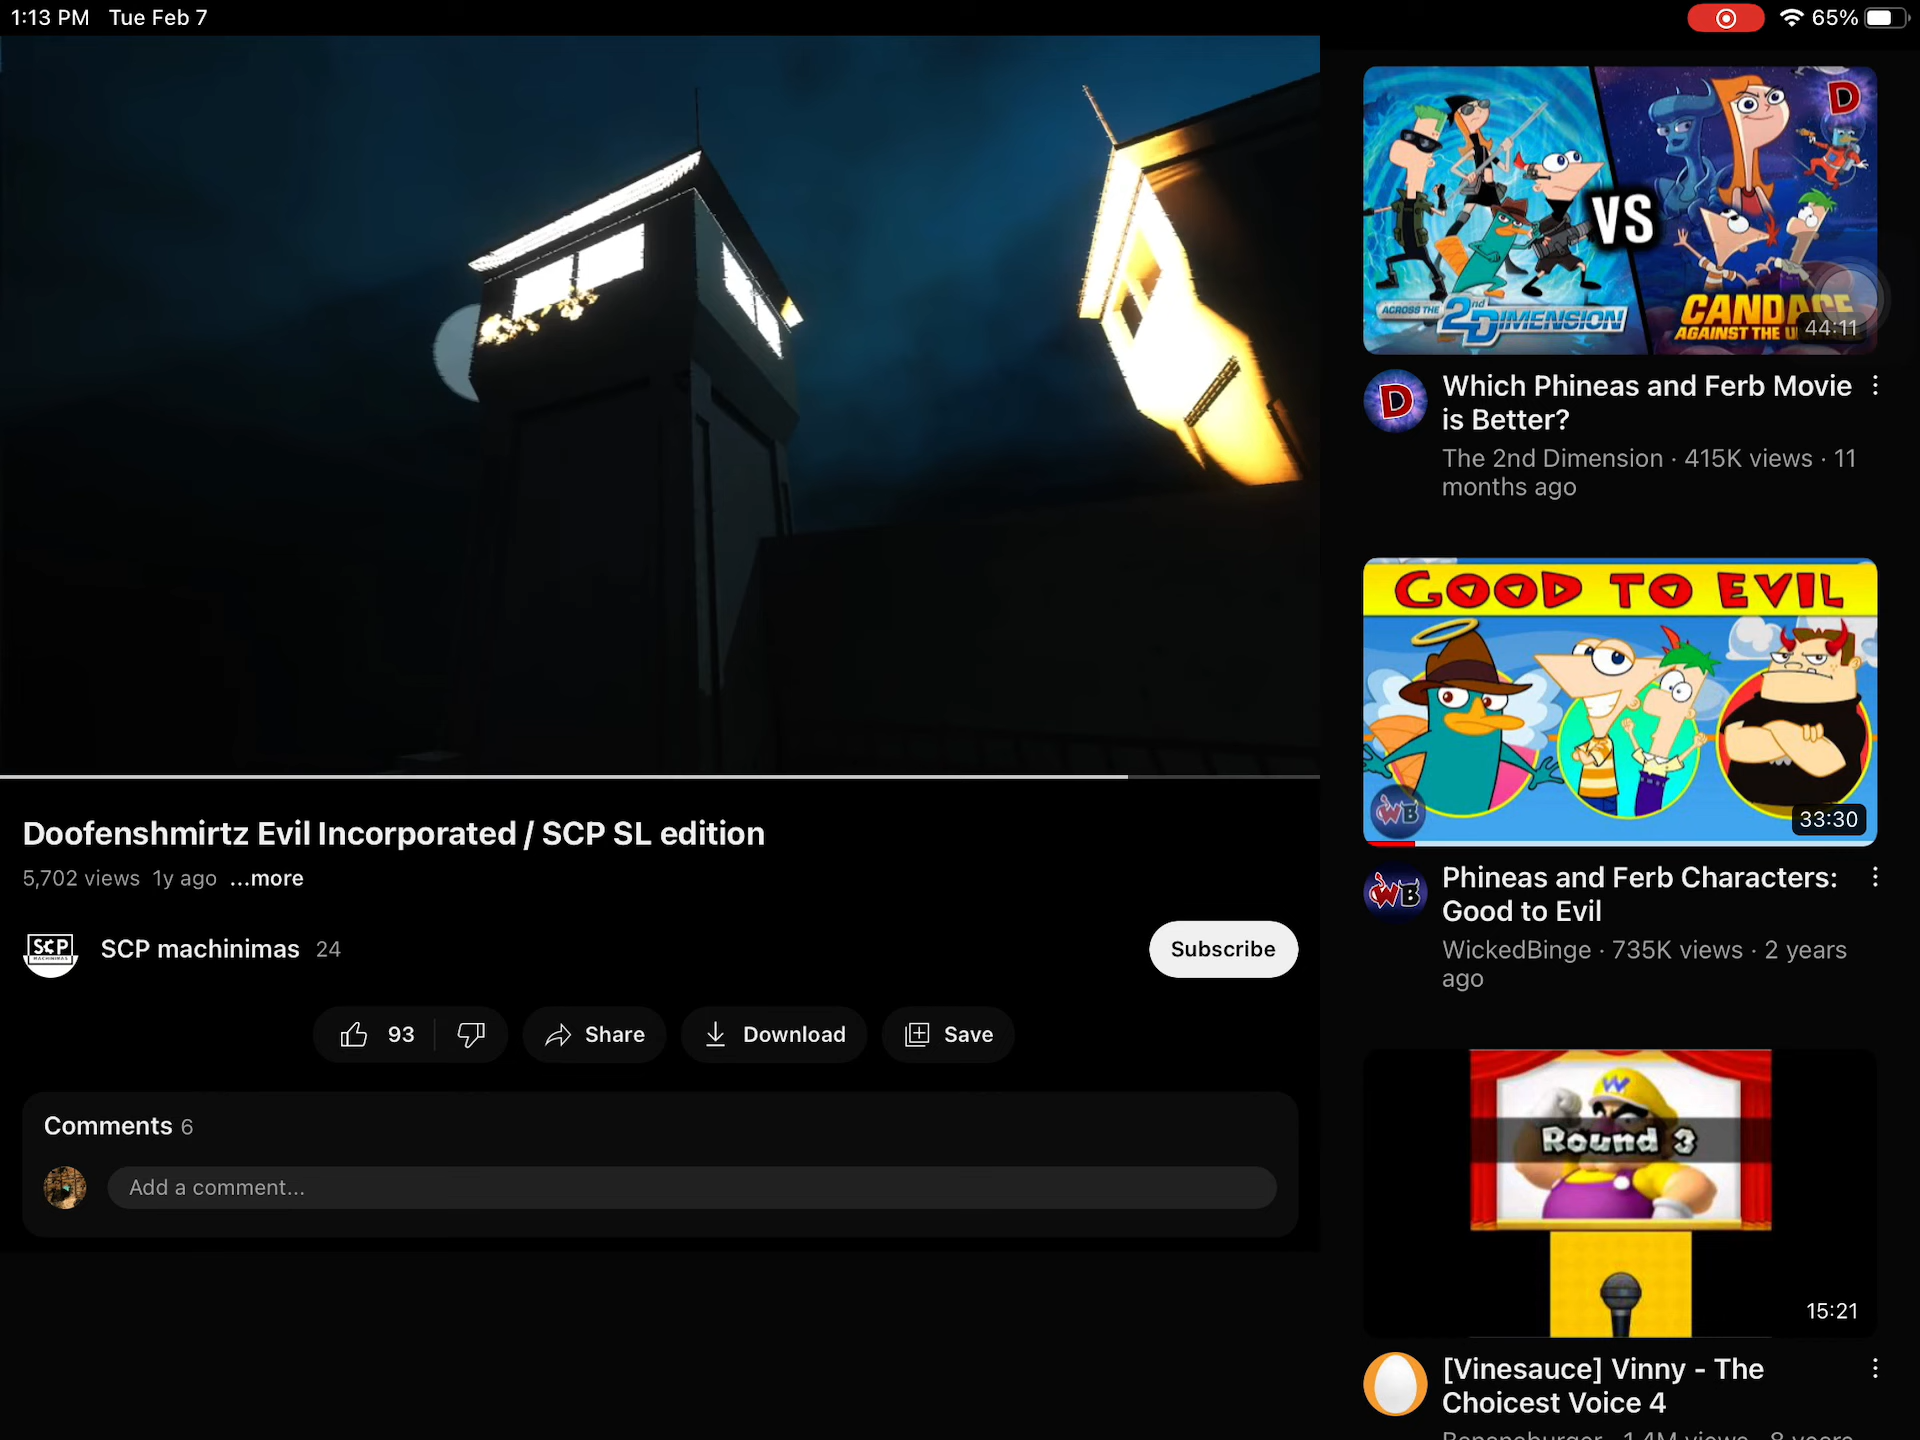 1:13 PM Tue Feb 7
65%
Doofenshmirtz Evil Incorporated / SCP SL edition
5,702 views 1y ago ...more
SCP
MACHINIMAS
SCP machinimas 24
Subscribe
93
Share
Download
Save
Comments 6
Add a comment...
D
VS
ACROSS THE
2nd
DIMENSION
CANDACE
AGAINST THE U
44:11
D
Which Phineas and Ferb Movie
is Better?
The 2nd Dimension · 415K views · 11
months ago
GOOD TO EVIL
WB
33:30
WB
Phineas and Ferb Characters:
Good to Evil
WickedBinge · 735K views · 2 years
ago
W
Round 3
15:21
[Vinesauce] Vinny - The
Choicest Voice 4